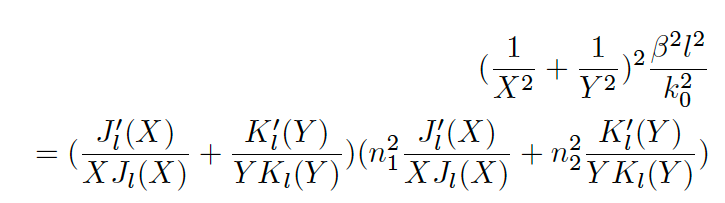 (\frac{1}{X^2} + \frac{1}{Y^2})^2 \frac{\beta^2 l^2}{k_0^2}
= (\frac{J_l'(X)}{X J_l(X)} + \frac{K_l'(Y)}{Y K_l(Y)})(n_1^2 \frac{J_l'(X)}{X J_l(X)} + n_2^2 \frac{K_l'(Y)}{Y K_l(Y)})